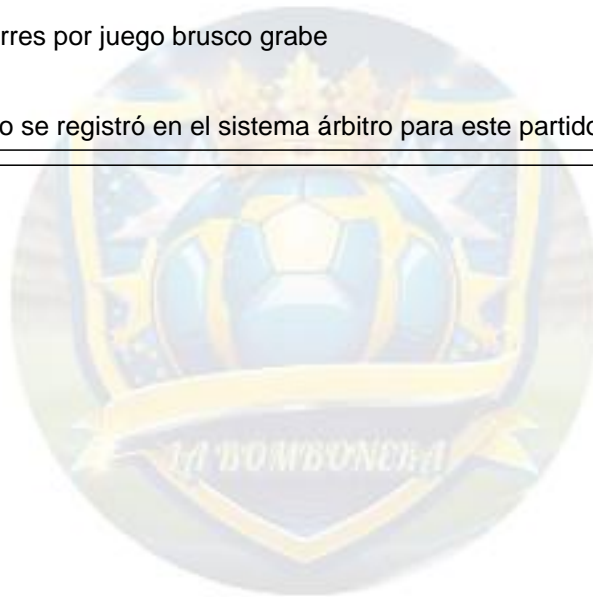 rres por juego brusco grabe
o se registró en el sistema árbitro para este partido
LA BOMBONERA